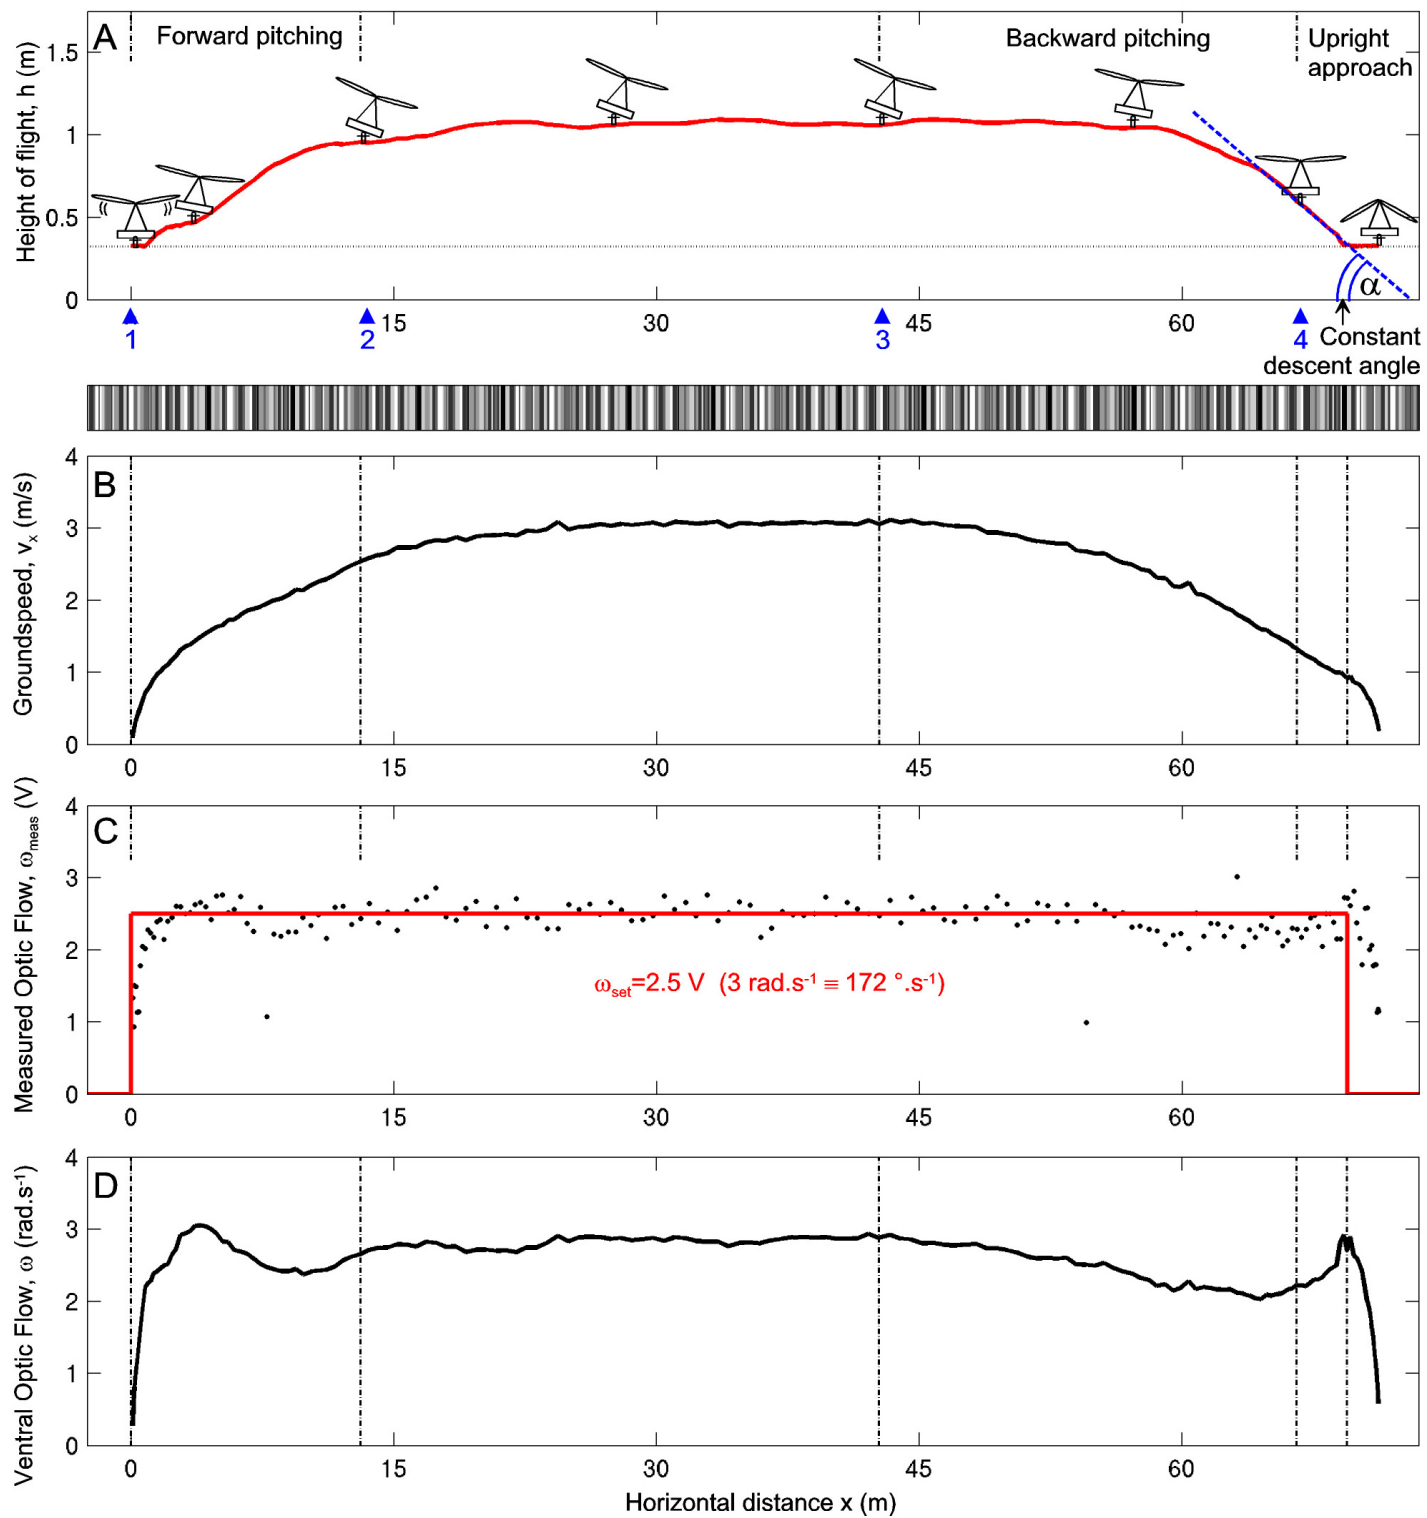 A
Forward pitching
Backward pitching
Upright
approach
Height of flight, h (m)
1.5
1
0.5
0
α
15
30
45
60
1
2
3
4
Constant
descent angle
B
Groundspeed, vₓ (m/s)
4
3
2
1
0
0
15
30
45
60
C
Measured Optic Flow, ω_meas (V)
4
3
2
1
0
ω_set=2.5 V (3 rad.s⁻¹ ≡ 172 °.s⁻¹)
0
15
30
45
60
D
Ventral Optic Flow, ω (rad.s⁻¹)
4
3
2
1
0
0
15
30
45
60
Horizontal distance x (m)